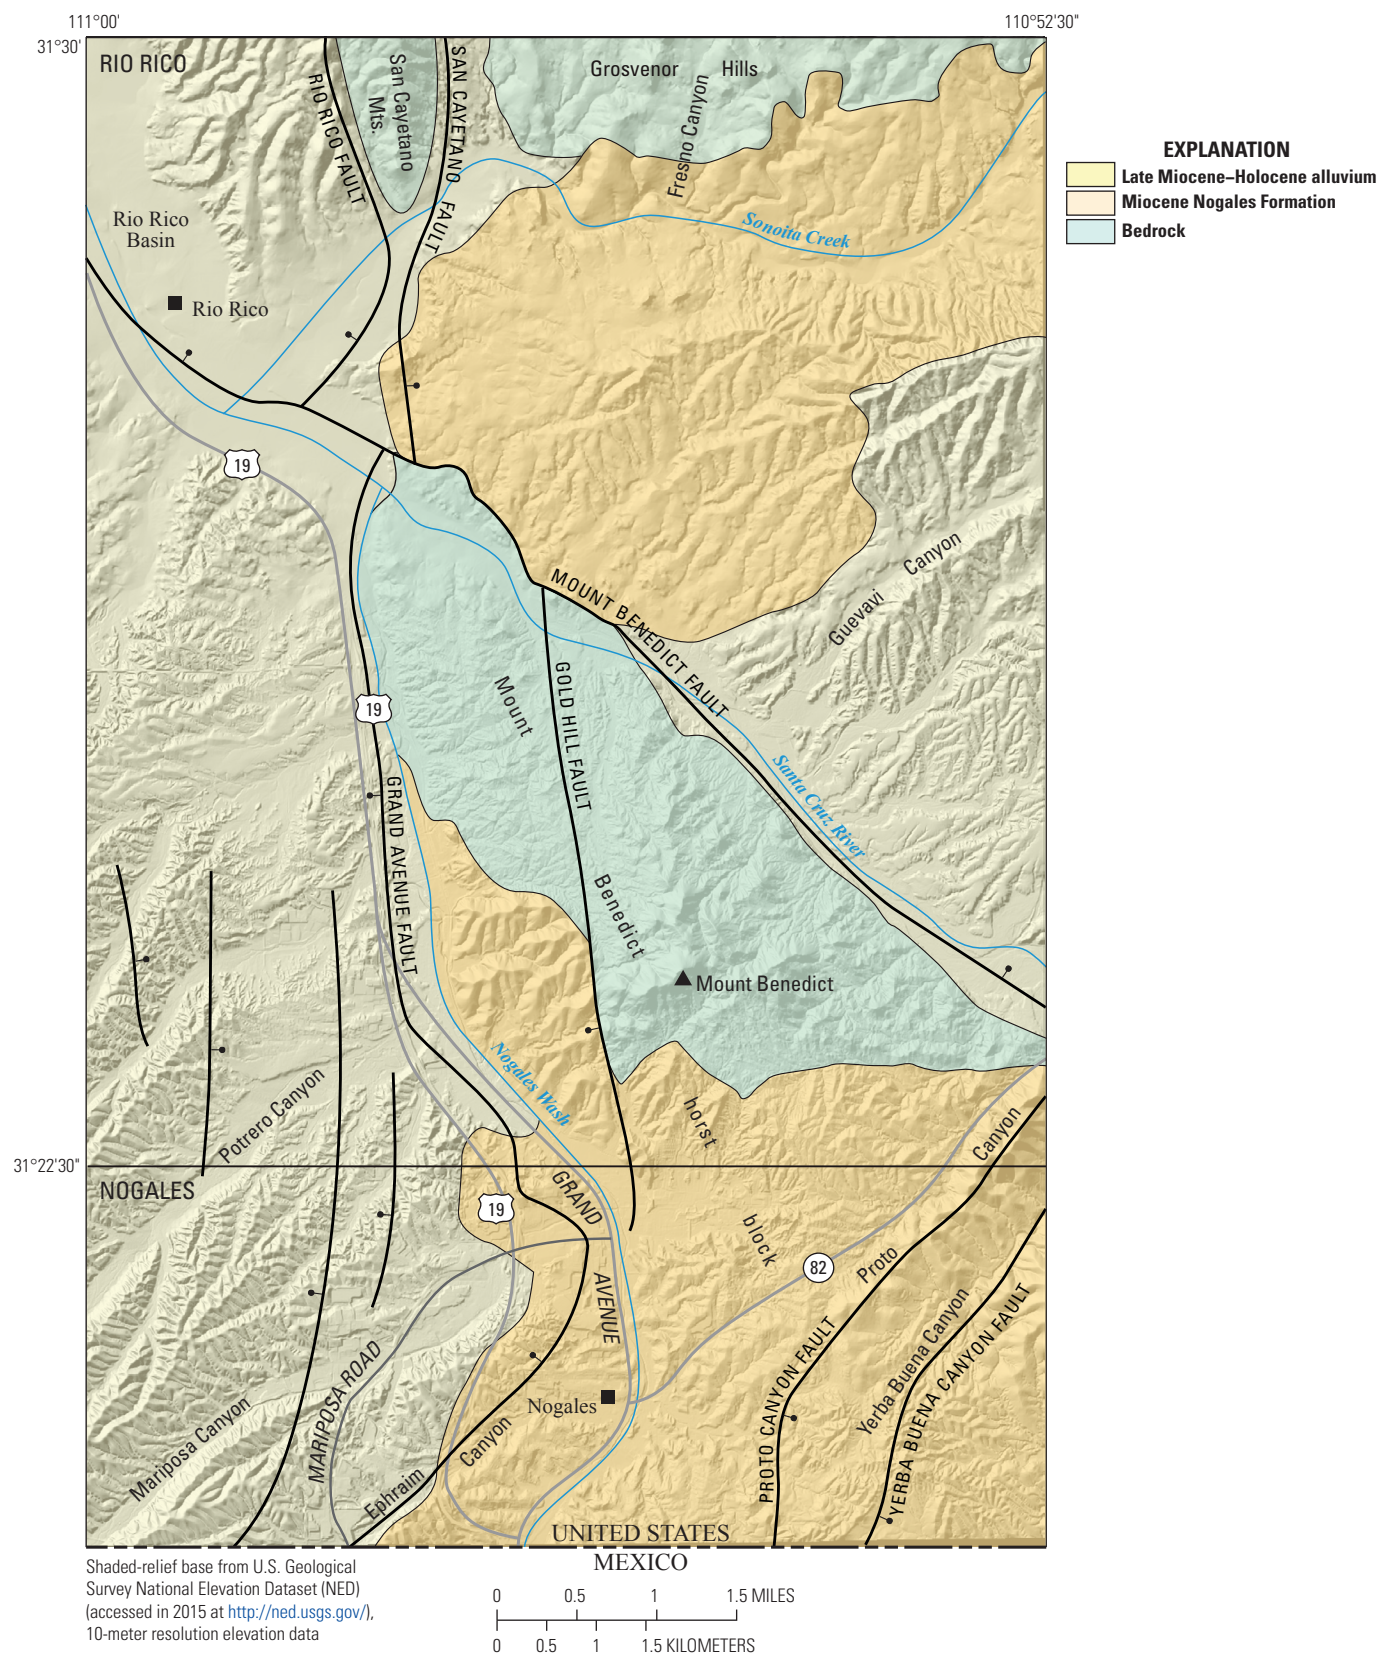 111°00'
110°52'30"
31°30'
RIO RICO
San Cayetano
Mts.
RIO RICO FAULT
SAN CAYETANO FAULT
Grosvenor Hills
Fresno Canyon
EXPLANATION
Late Miocene–Holocene alluvium
Miocene Nogales Formation
Bedrock
Rio Rico
Basin
Sonoita Creek
Rio Rico
19
Guevavi Canyon
MOUNT BENEDICT FAULT
Mount Benedict horst block
GOLD HILL FAULT
19
Santa Cruz River
GRAND AVENUE FAULT
Mount Benedict
Nogales Wash
Potrero Canyon
31°22'30"
NOGALES
19
GRAND AVENUE
82
Proto Canyon
Yerba Buena Canyon
PROTO CANYON FAULT
YERBA BUENA CANYON FAULT
MARIPOSA ROAD
Mariposa Canyon
Nogales
Ephraim Canyon
UNITED STATES
MEXICO
Shaded-relief base from U.S. Geological
Survey National Elevation Dataset (NED)
(accessed in 2015 at http://ned.usgs.gov/),
10-meter resolution elevation data
0 0.5 1 1.5 MILES
0 0.5 1 1.5 KILOMETERS